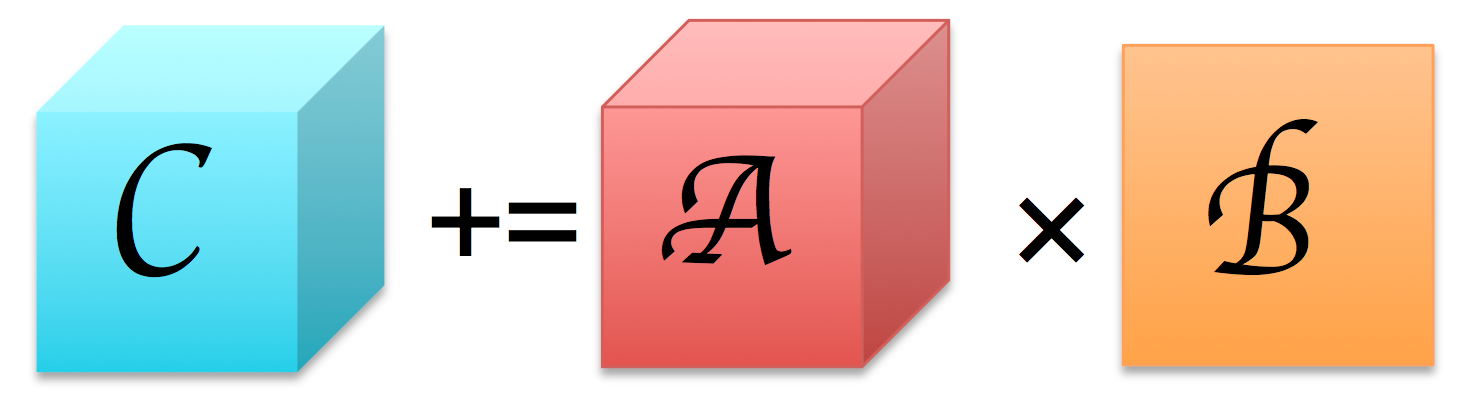 C += A × B